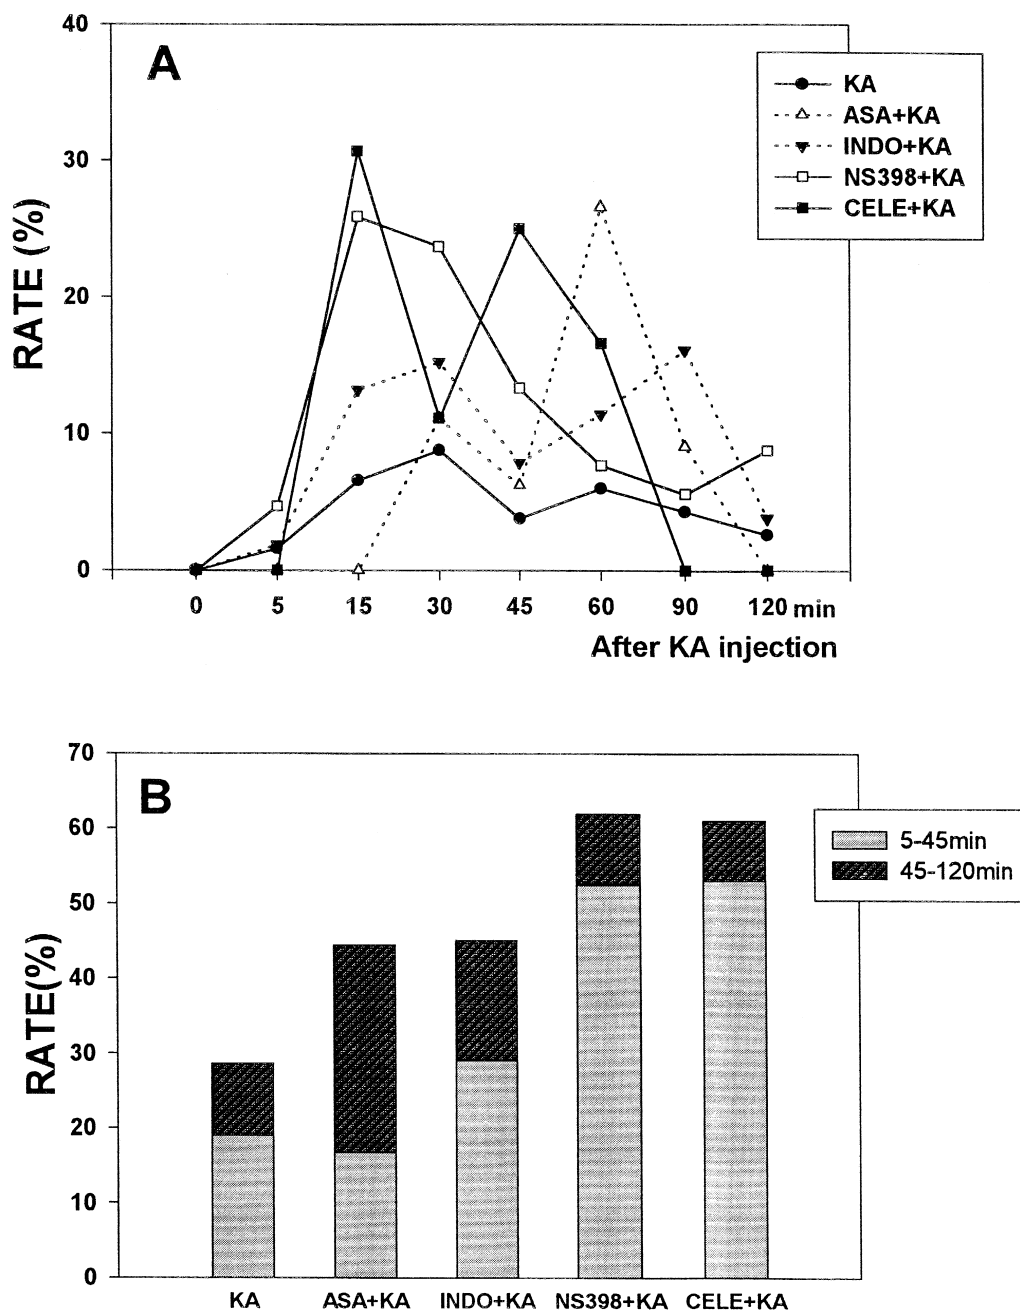 40
A
KA
ASA+KA
INDO+KA
NS398+KA
CELE+KA
30
RATE (%)
20
10
0
0 5 15 30 45 60 90 120 min
After KA injection
70
B
60
5-45min
45-120min
50
RATE(%)
40
30
20
10
0
KA ASA+KA INDO+KA NS398+KA CELE+KA